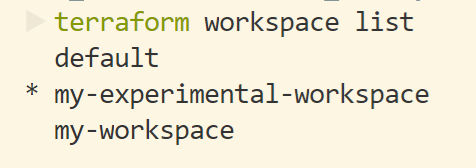 terraform workspace list
default
* my-experimental-workspace
my-workspace